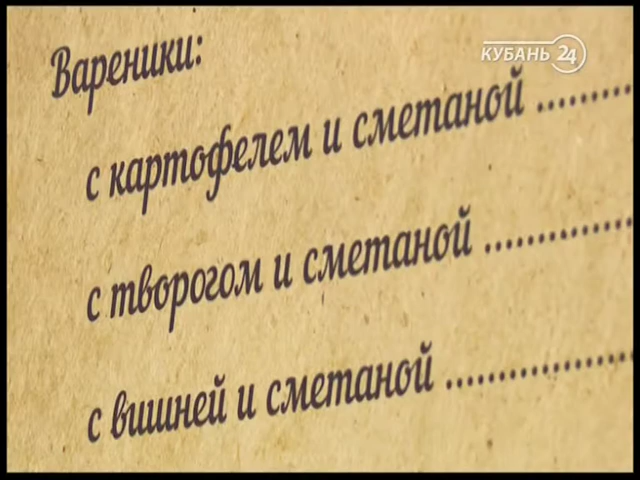 КУБАНЬ 24
Вареники:
с картофелем и сметаной ..........
с творогом и сметаной ...............
с вишней и сметаной ...................